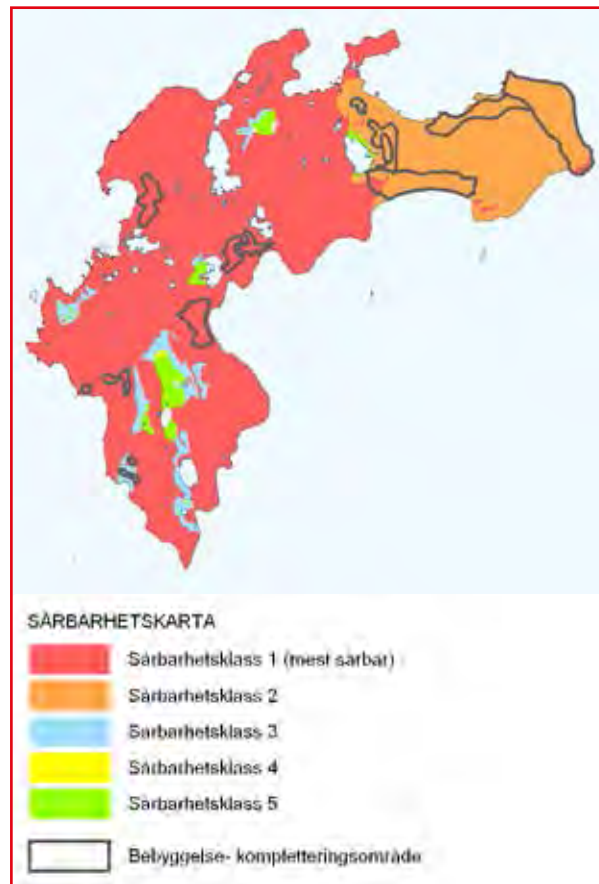 SÅRBARHETSKARTA
Sårbarhetsklass 1 (mest sårbar)
Sårbarhetsklass 2
Sårbarhetsklass 3
Sårbarhetsklass 4
Sårbarhetsklass 5
Bebyggelse- kompletteringsområde